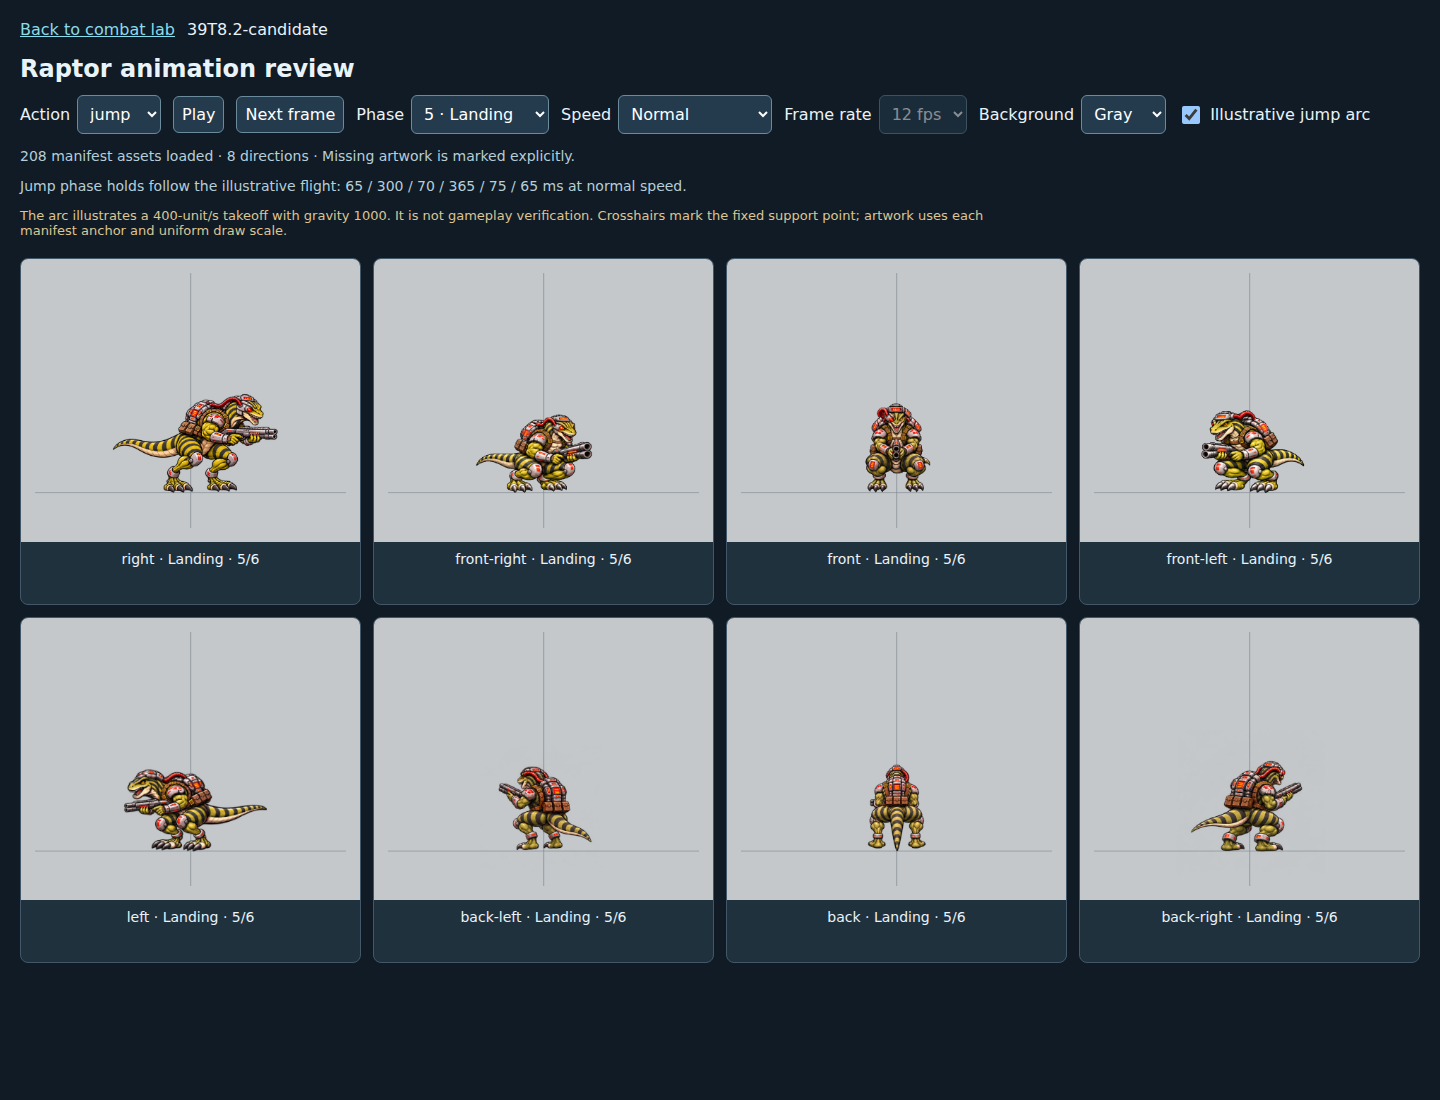 Back to combat lab 39T8.2-candidate
Raptor animation review
Action jump Play Next frame Phase 5 · Landing Speed Normal Frame rate 12 fps Background Gray Illustrative jump arc
208 manifest assets loaded · 8 directions · Missing artwork is marked explicitly.
Jump phase holds follow the illustrative flight: 65 / 300 / 70 / 365 / 75 / 65 ms at normal speed.
The arc illustrates a 400-unit/s takeoff with gravity 1000. It is not gameplay verification. Crosshairs mark the fixed support point; artwork uses each
manifest anchor and uniform draw scale.
right · Landing · 5/6
front-right · Landing · 5/6
front · Landing · 5/6
front-left · Landing · 5/6
left · Landing · 5/6
back-left · Landing · 5/6
back · Landing · 5/6
back-right · Landing · 5/6